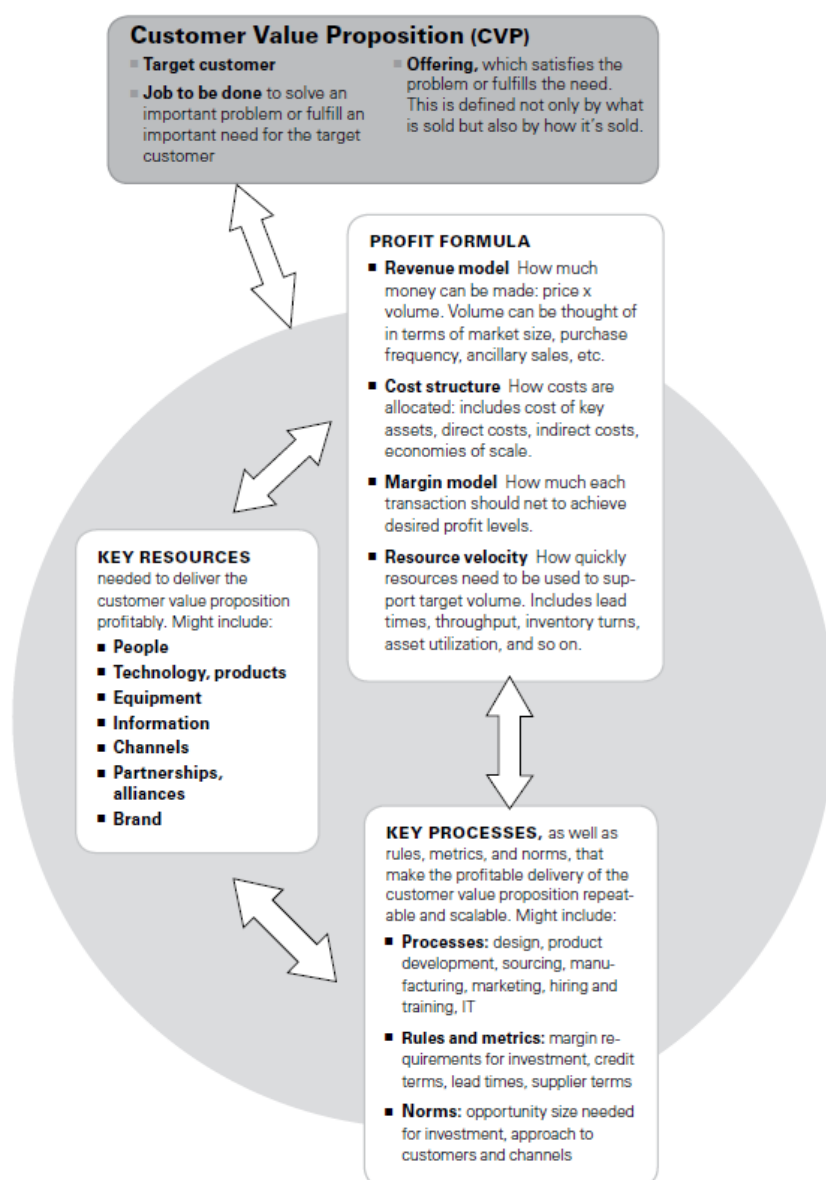 Customer Value Proposition (CVP)
■ Target customer
■ Job to be done to solve an
important problem or fulfill an
important need for the target
customer
■ Offering, which satisfies the
problem or fulfills the need.
This is defined not only by what
is sold but also by how it's sold.
PROFIT FORMULA
■ Revenue model How much
money can be made: price x
volume. Volume can be thought of
in terms of market size, purchase
frequency, ancillary sales, etc.
■ Cost structure How costs are
allocated: includes cost of key
assets, direct costs, indirect costs,
economies of scale.
■ Margin model How much each
transaction should net to achieve
desired profit levels.
■ Resource velocity How quickly
resources need to be used to sup-
port target volume. Includes lead
times, throughput, inventory turns,
asset utilization, and so on.
KEY RESOURCES
needed to deliver the
customer value proposition
profitably. Might include:
■ People
■ Technology, products
■ Equipment
■ Information
■ Channels
■ Partnerships,
alliances
■ Brand
KEY PROCESSES, as well as
rules, metrics, and norms, that
make the profitable delivery of the
customer value proposition repeat-
able and scalable. Might include:
■ Processes: design, product
development, sourcing, manu-
facturing, marketing, hiring and
training, IT
■ Rules and metrics: margin re-
quirements for investment, credit
terms, lead times, supplier terms
■ Norms: opportunity size needed
for investment, approach to
customers and channels